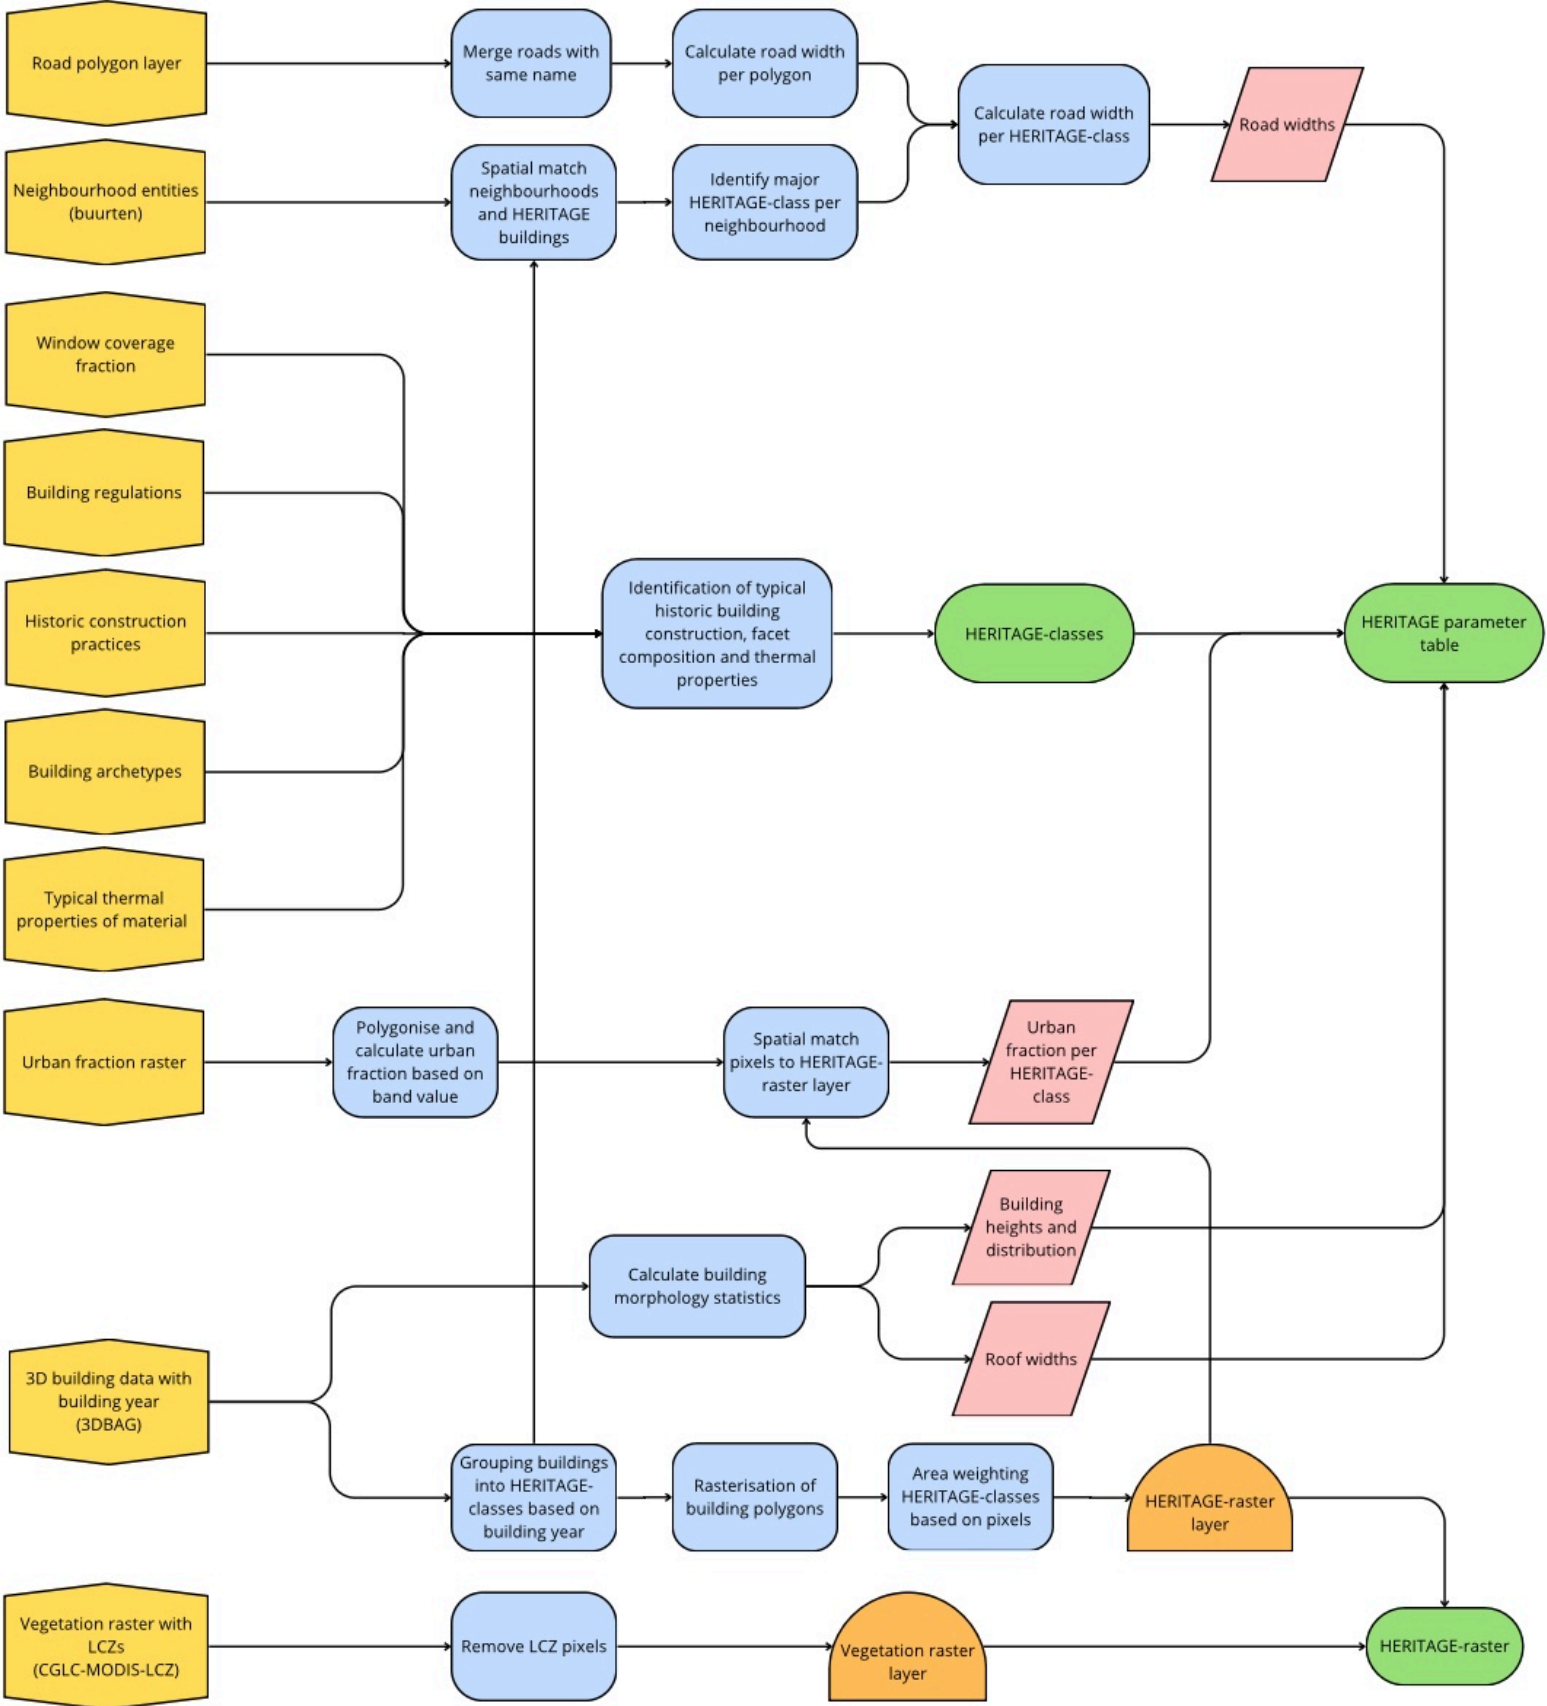 Road polygon layer
Merge roads with
same name
Calculate road width
per polygon
Calculate road width
per HERITAGE-class
Road widths
Neighbourhood entities
(buurten)
Spatial match
neighbourhoods
and HERITAGE
buildings
Identify major
HERITAGE-class per
neighbourhood
Window coverage
fraction
Building regulations
Historic construction
practices
Building archetypes
Typical thermal
properties of material
Identification of typical
historic building
construction, facet
composition and thermal
properties
HERITAGE-classes
HERITAGE parameter
table
Urban fraction raster
Polygonise and
calculate urban
fraction based on
band value
Spatial match
pixels to HERITAGE-
raster layer
Urban
fraction per
HERITAGE-
class
Building
heights and
distribution
Calculate building
morphology statistics
Roof widths
3D building data with
building year
(3DBAG)
Grouping buildings
into HERITAGE-
classes based on
building year
Rasterisation of
building polygons
Area weighting
HERITAGE-classes
based on pixels
HERITAGE-raster
layer
Vegetation raster with
LCZs
(CGLC-MODIS-LCZ)
Remove LCZ pixels
Vegetation raster
layer
HERITAGE-raster